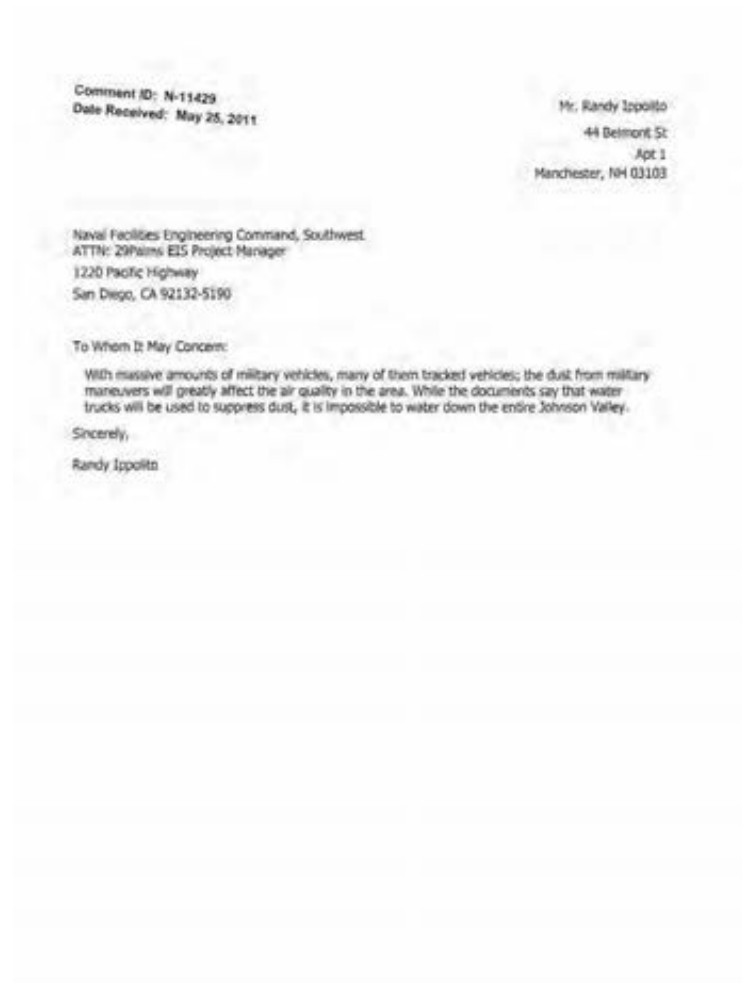 Comment ID: N-11429
Date Received: May 25, 2011
Mr. Randy Ippolito
44 Belmont St
Apt 1
Manchester, NH 03103
Naval Facilities Engineering Command, Southwest
ATTN: 29Palms EIS Project Manager
1220 Pacific Highway
San Diego, CA 92132-5190
To Whom It May Concern:
With massive amounts of military vehicles, many of them tracked vehicles; the dust from military
maneuvers will greatly affect the air quality in the area. While the documents say that water
trucks will be used to suppress dust, it is impossible to water down the entire Johnson Valley.
Sincerely,
Randy Ippolito